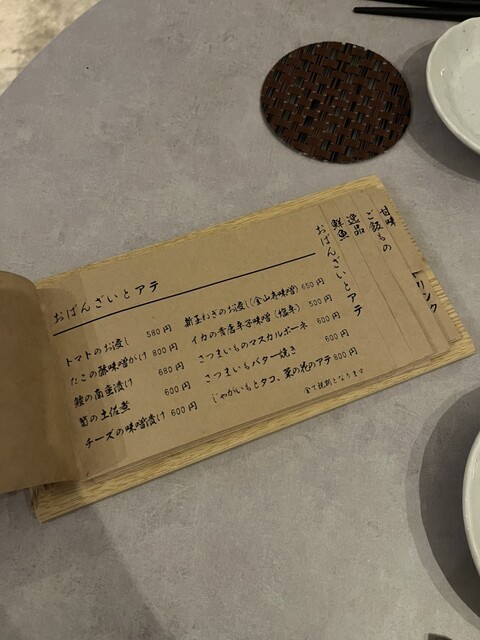 おばんざいとアテ
トマトのお浸し 580円
たこの酢味噌がけ 800円
鯵の南蛮漬け 680円
筍の土佐煮 600円
チーズの味噌漬け 600円
新玉ねぎのお浸し(金山寺味噌) 650円
イカの青唐辛子味噌(塩辛) 500円
さつまいものマスカルポーネ 600円
さつまいものバター焼き 600円
じゃがいもとタコ、菜の花のアテ 800円
全て税別となります
おばんざいとアテ
鮮魚
逸品
ご飯もの
甘味
リンク